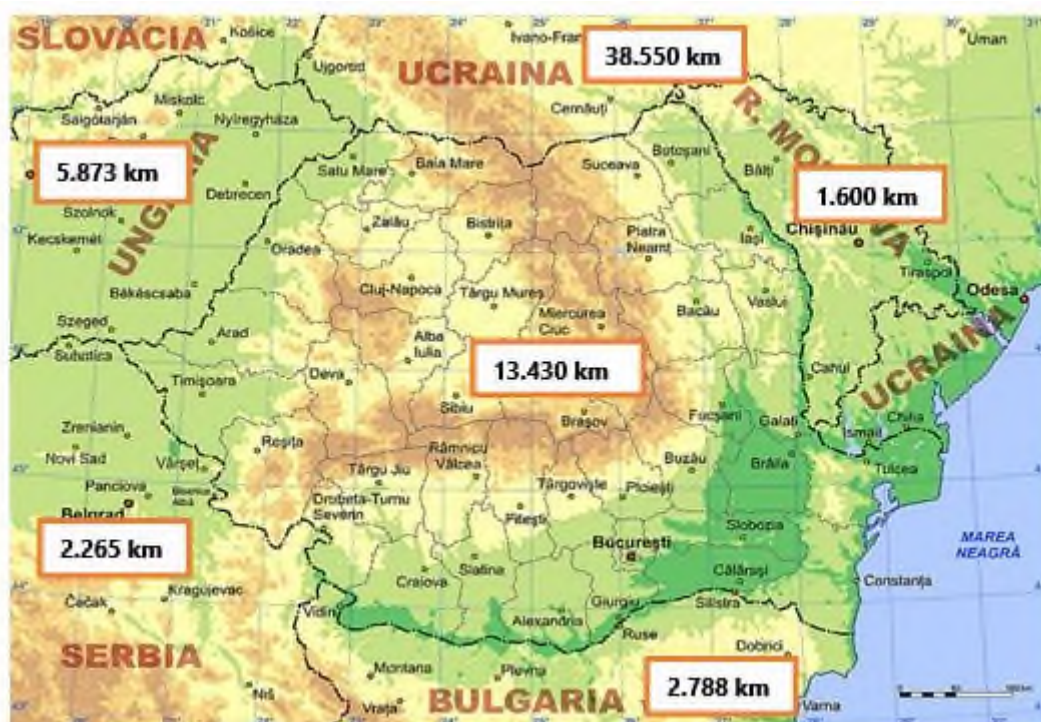 SLOVACIA
Košice
Ujgorod
Ivano-Fran
UCRAINA
38.550 km
Uman
Miskolc
Cernăuți
R. MO
Nyíregyháza
Satu Mare
Baia Mare
Suceava
Botoșani
Bălți
5.873 km
UNG
Debrecen
1.600 km
Szolnok
Zalău
Bistrița
Piatra
Neamț
Iași
Chișinău
VA
Kecskemét
Oradea
Tiraspol
Békéscsaba
Cluj-Napoca
Târgu Mureș
Miercurea
Ciuc
Bacău
Vaslui
Odesa
Szeged
Arad
Alba
Iulia
UCRAINA
Subotica
13.430 km
Timișoara
Deva
Sibiu
Brașov
Cahul
Focșani
Galați
Chilia
Zrenianin
Reșița
Ismail
Novi Sad
Vârșeț
Târgu Jiu
Râmnicu
Vâlcea
Buzău
Brăila
Tulcea
Panciova
Biserica
Albă
Drobeta-Turnu
Severin
Târgoviște
Ploiești
Belgrad
Pitești
Slobozia
MAREA
NEAGRĂ
2.265 km
București
Craiova
Slatina
Călărași
Constanța
Kragujevac
Čačak
Vidin
Giurgiu
Silistra
Alexandria
Ruse
SERBIA
Dobrici
Montana
Plevna
2.788 km
Niš
Vrața
BULGARIA
Varna